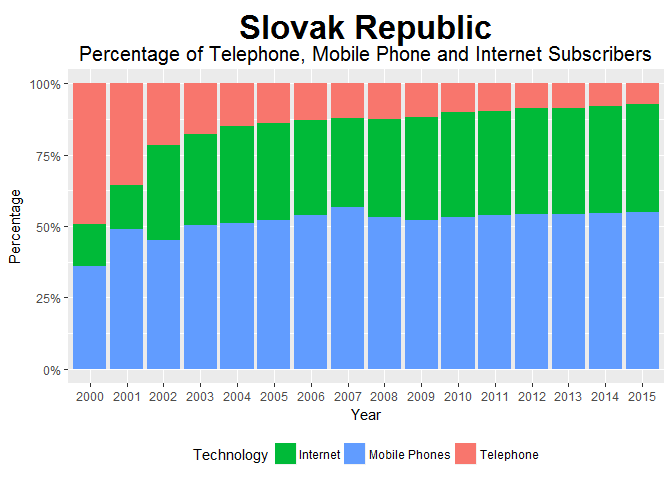 Slovak Republic
Percentage of Telephone, Mobile Phone and Internet Subscribers
100%
75%
50%
25%
0%
Percentage
2000 2001 2002 2003 2004 2005 2006 2007 2008 2009 2010 2011 2012 2013 2014 2015
Year
Technology Internet Mobile Phones Telephone